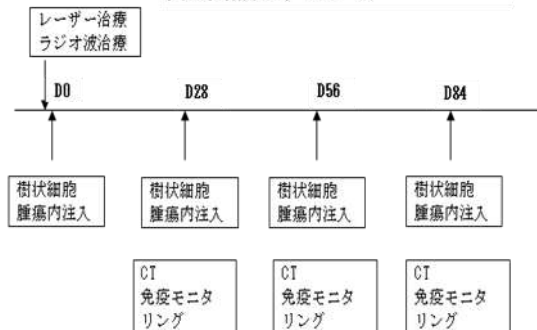 レーザー治療
ラジオ波治療
D0
D28
D56
D84
樹状細胞
腫瘍内注入
樹状細胞
腫瘍内注入
樹状細胞
腫瘍内注入
樹状細胞
腫瘍内注入
CT
免疫モニタ
リング
CT
免疫モニタ
リング
CT
免疫モニタ
リング